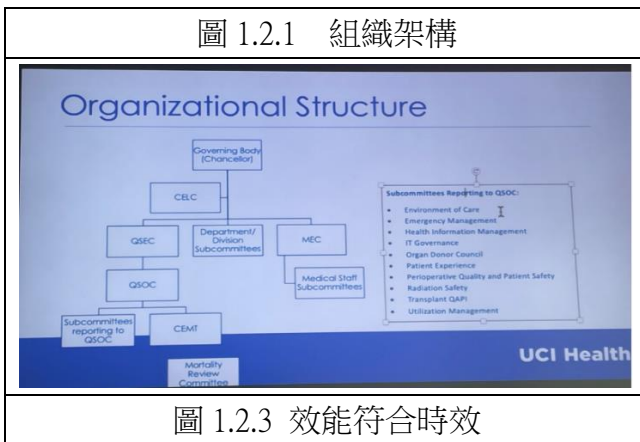 圖 1.2.1 組織架構
Organizational Structure
Governing Body
(Chancellor)
CELC
QSEC
Department/
Division
Subcommittees
MEC
QSOC
Medical Staff
Subcommittees
Subcommittees
reporting to
QSOC
CEMT
Mortality
Review
Committee
Subcommittees Reporting to QSOC:
• Environment of Care
• Emergency Management
• Health Information Management
• IT Governance
• Organ Donor Council
• Patient Experience
• Perioperative Quality and Patient Safety
• Radiation Safety
• Transplant QAPI
• Utilization Management
UCI Health
圖 1.2.3 效能符合時效